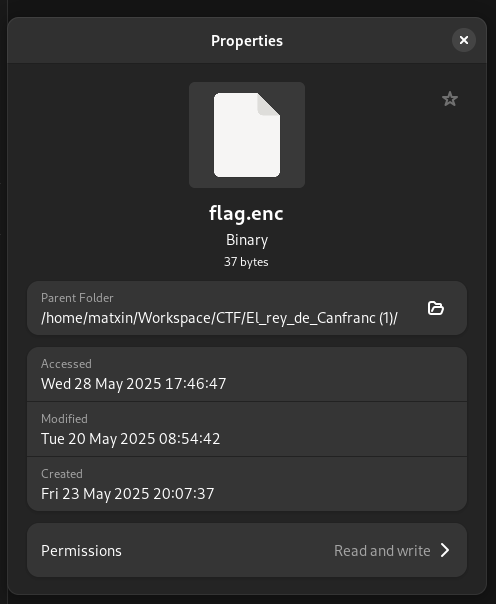 Properties
flag.enc
Binary
37 bytes
Parent Folder
/home/matxin/Workspace/CTF/El_rey_de_Canfranc (1)/
Accessed
Wed 28 May 2025 17:46:47
Modified
Tue 20 May 2025 08:54:42
Created
Fri 23 May 2025 20:07:37
Permissions Read and write